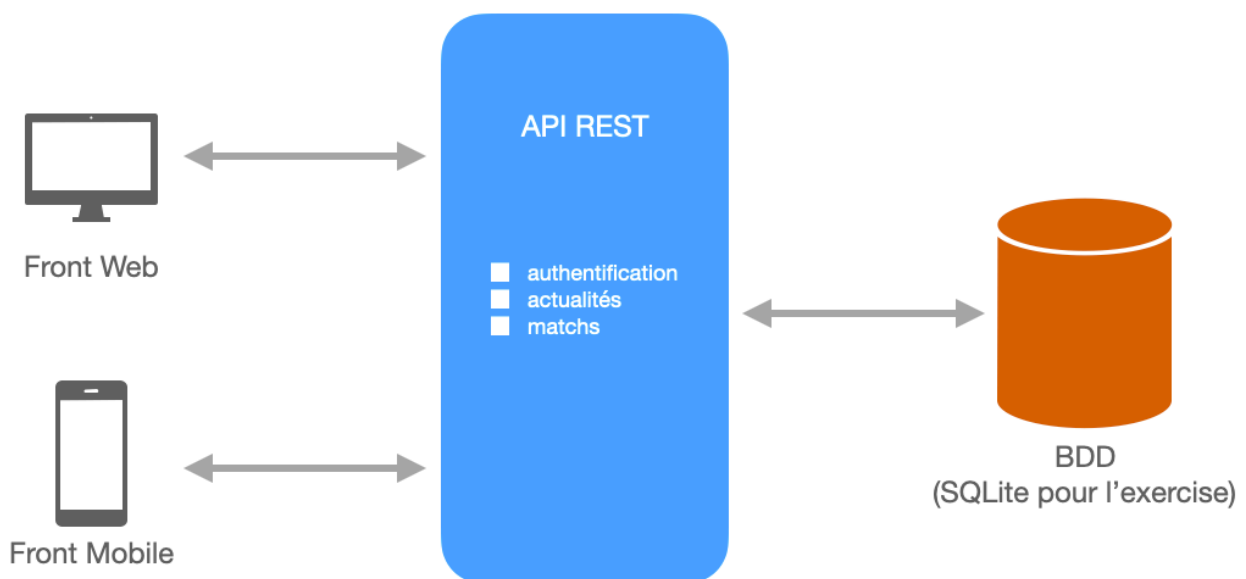 API REST
authentification
actualités
matchs
Front Web
Front Mobile
BDD
(SQLite pour l'exercise)